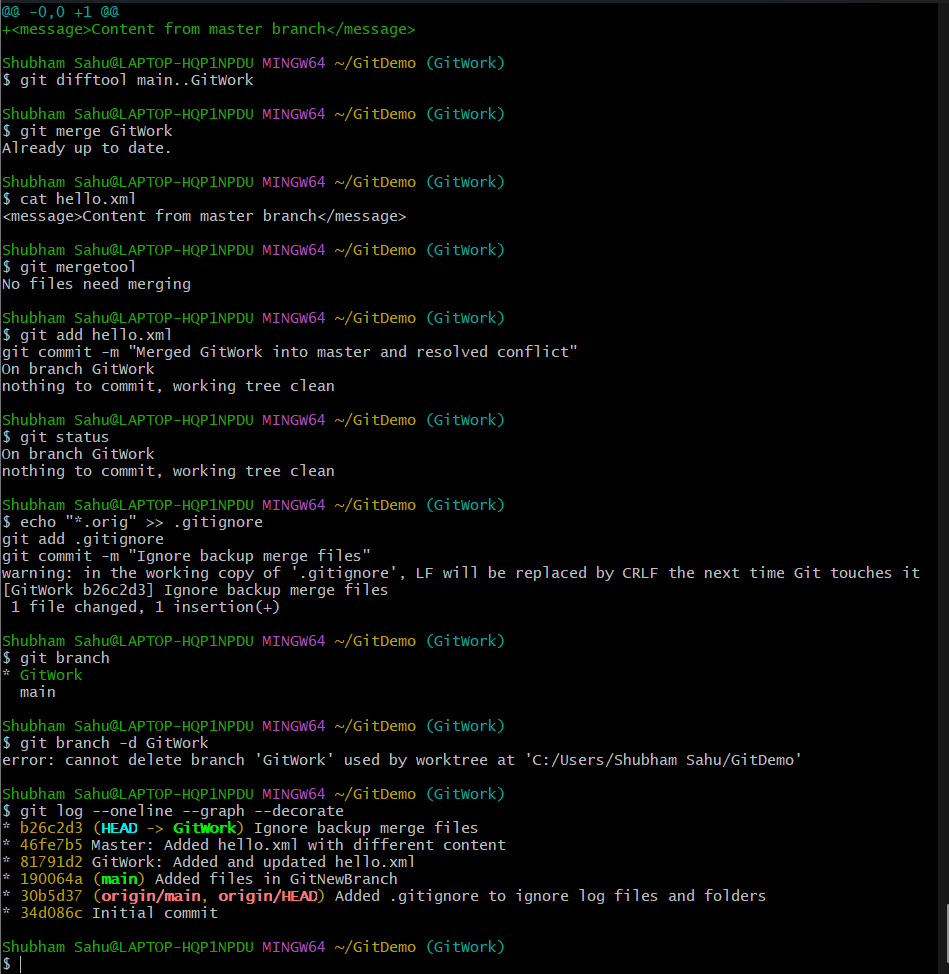 @@ -0,0 +1 @@
+<message>Content from master branch</message>
Shubham Sahu@LAPTOP-HQP1NPDU MINGW64 ~/GitDemo (GitWork)
$ git difftool main..GitWork
Shubham Sahu@LAPTOP-HQP1NPDU MINGW64 ~/GitDemo (GitWork)
$ git merge GitWork
Already up to date.
Shubham Sahu@LAPTOP-HQP1NPDU MINGW64 ~/GitDemo (GitWork)
$ cat hello.xml
<message>Content from master branch</message>
Shubham Sahu@LAPTOP-HQP1NPDU MINGW64 ~/GitDemo (GitWork)
$ git mergetool
No files need merging
Shubham Sahu@LAPTOP-HQP1NPDU MINGW64 ~/GitDemo (GitWork)
$ git add hello.xml
git commit -m "Merged GitWork into master and resolved conflict"
On branch GitWork
nothing to commit, working tree clean
Shubham Sahu@LAPTOP-HQP1NPDU MINGW64 ~/GitDemo (GitWork)
$ git status
On branch GitWork
nothing to commit, working tree clean
Shubham Sahu@LAPTOP-HQP1NPDU MINGW64 ~/GitDemo (GitWork)
$ echo "*.orig" >> .gitignore
git add .gitignore
git commit -m "Ignore backup merge files"
warning: in the working copy of '.gitignore', LF will be replaced by CRLF the next time Git touches it
[GitWork b26c2d3] Ignore backup merge files
 1 file changed, 1 insertion(+)
Shubham Sahu@LAPTOP-HQP1NPDU MINGW64 ~/GitDemo (GitWork)
$ git branch
* GitWork
  main
Shubham Sahu@LAPTOP-HQP1NPDU MINGW64 ~/GitDemo (GitWork)
$ git branch -d GitWork
error: cannot delete branch 'GitWork' used by worktree at 'C:/Users/Shubham Sahu/GitDemo'
Shubham Sahu@LAPTOP-HQP1NPDU MINGW64 ~/GitDemo (GitWork)
$ git log --oneline --graph --decorate
* b26c2d3 (HEAD -> GitWork) Ignore backup merge files
* 46fe7b5 Master: Added hello.xml with different content
* 81791d2 GitWork: Added and updated hello.xml
* 190064a (main) Added files in GitNewBranch
* 30b5d37 (origin/main, origin/HEAD) Added .gitignore to ignore log files and folders
* 34d086c Initial commit
Shubham Sahu@LAPTOP-HQP1NPDU MINGW64 ~/GitDemo (GitWork)
$